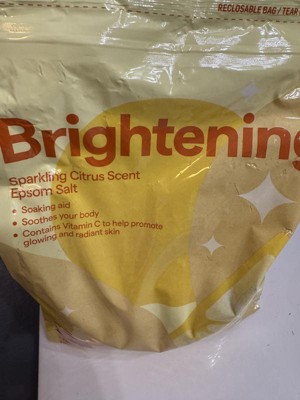 RECLOSABLE BAG / TEAR
Brightening
Sparkling Citrus Scent
Epsom Salt
• Soaking aid
• Soothes your body
• Contains Vitamin C to help promote
glowing and radiant skin